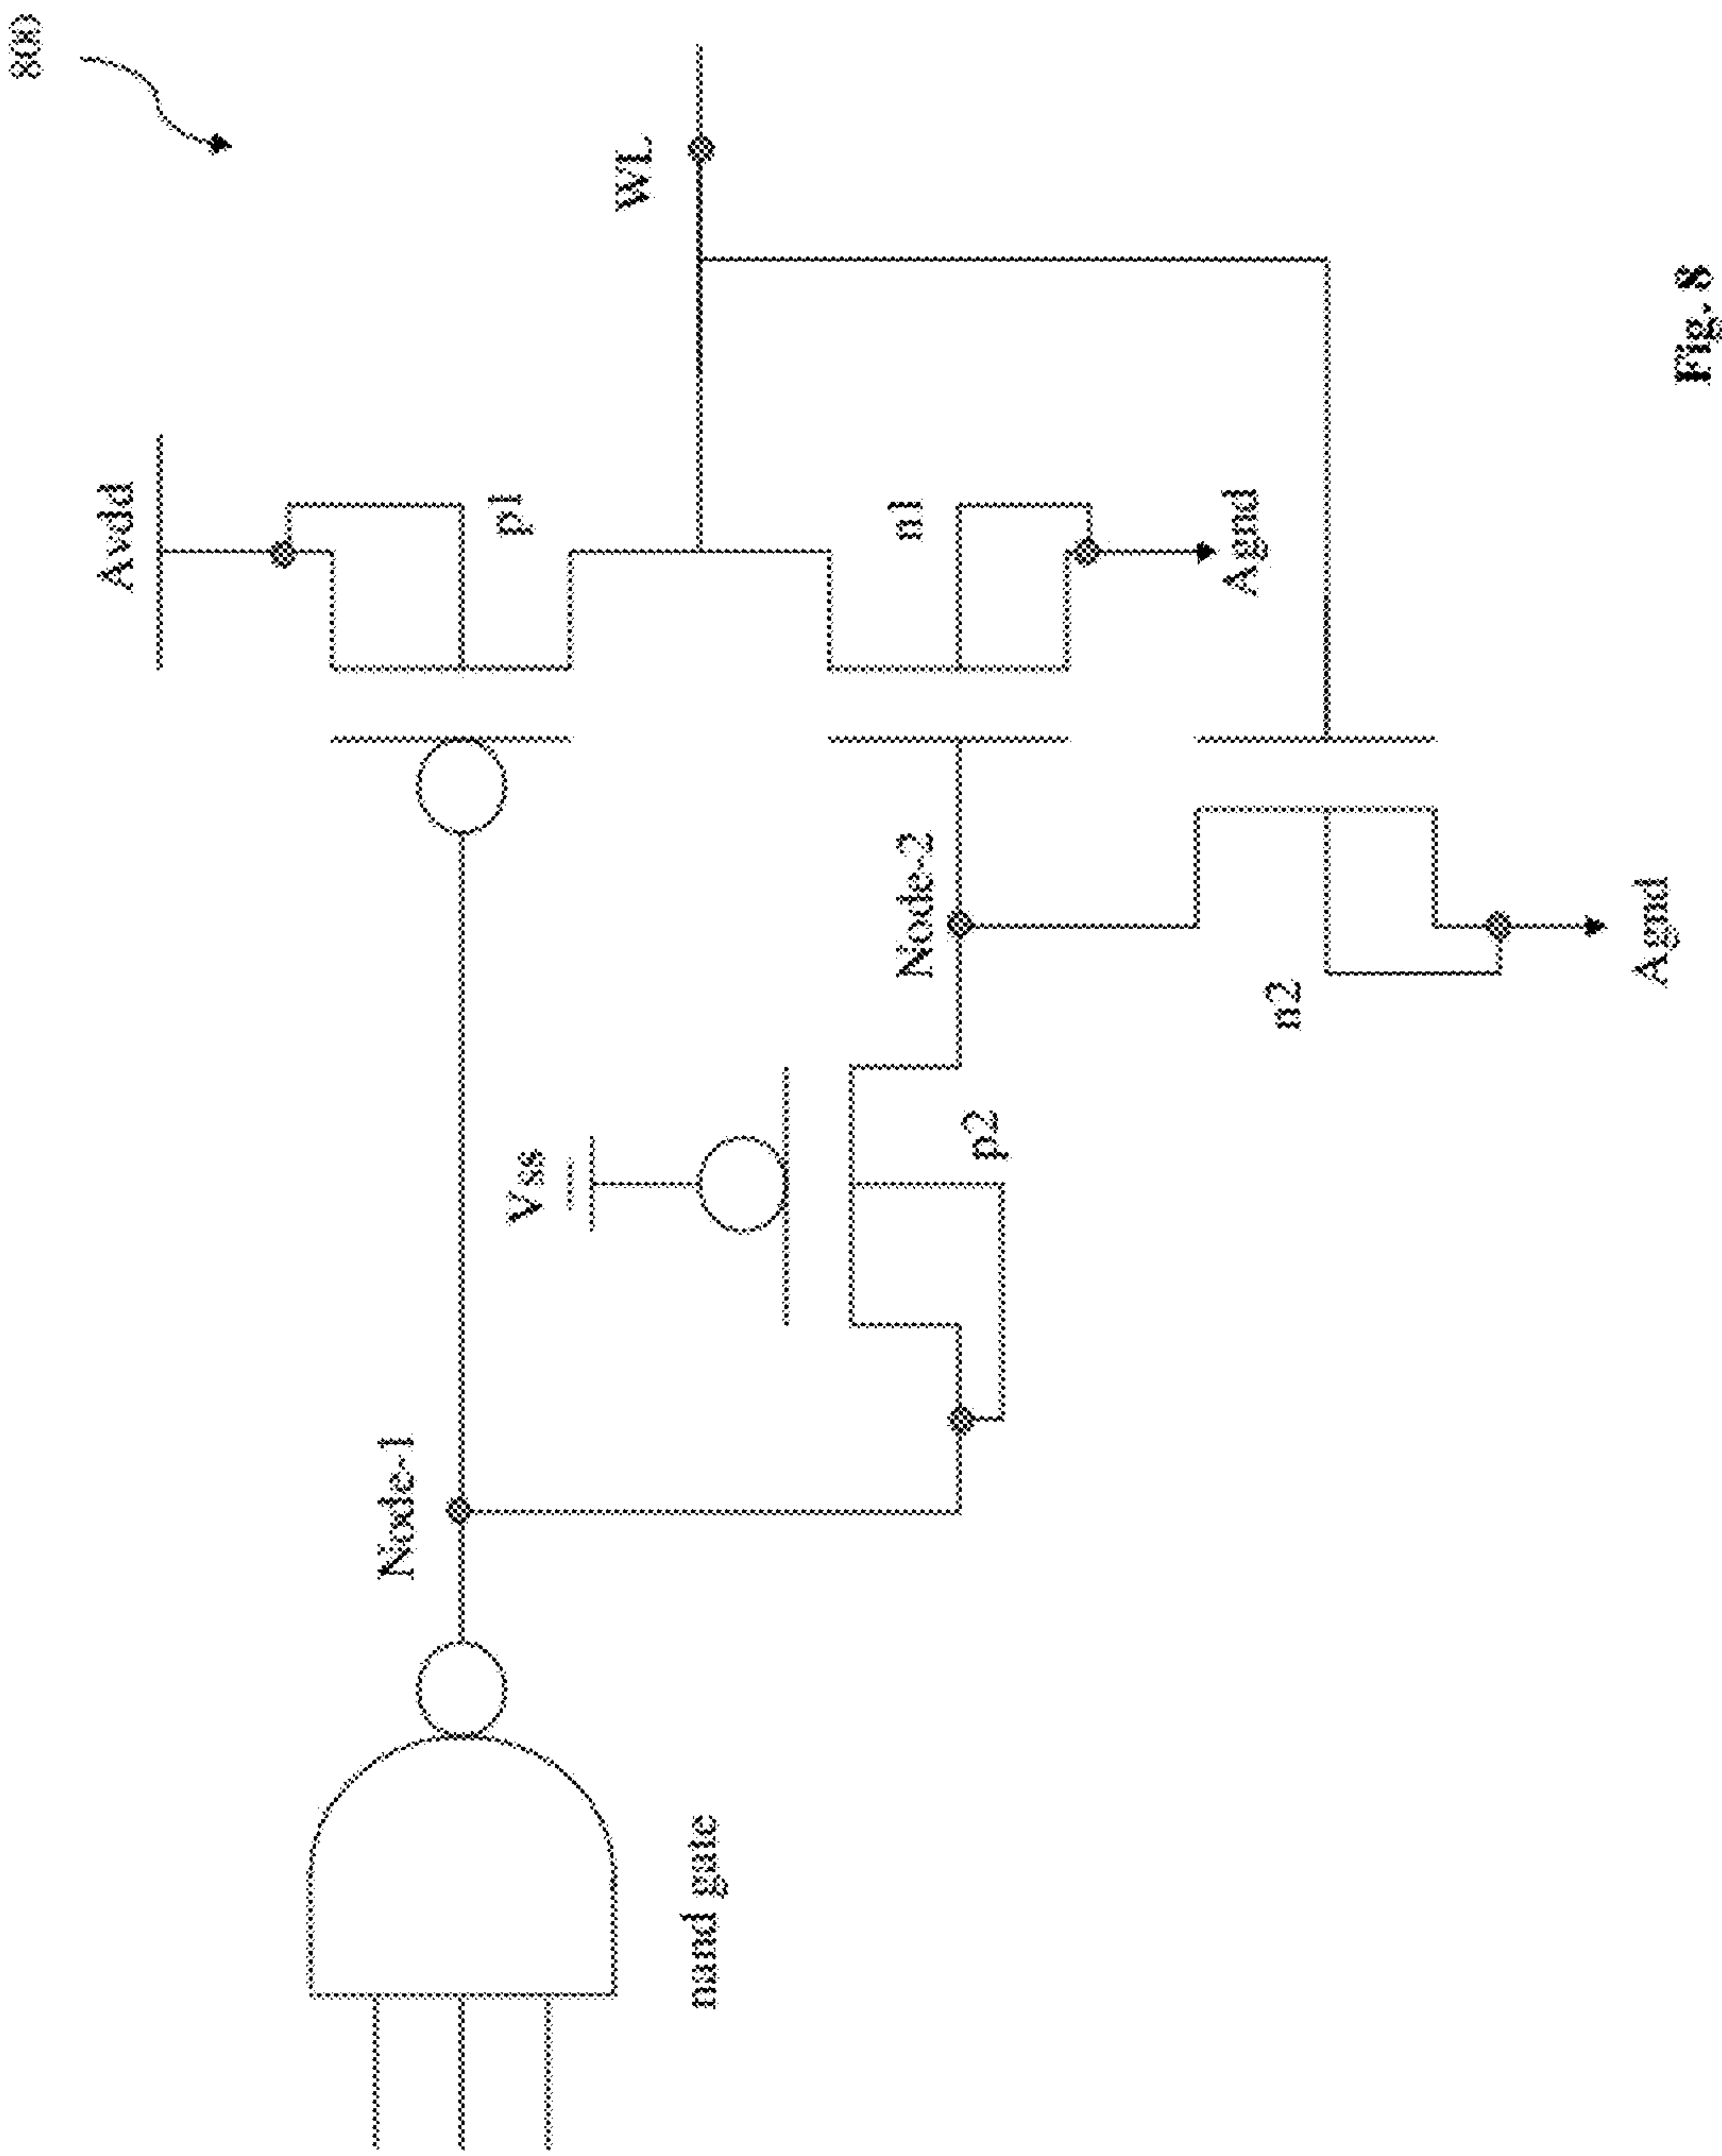 800
Avdd
p1
WL
Node-1
Vss
n1
Agnd
nand gate
p2
Node-2
n2
Agnd
Fig. 8